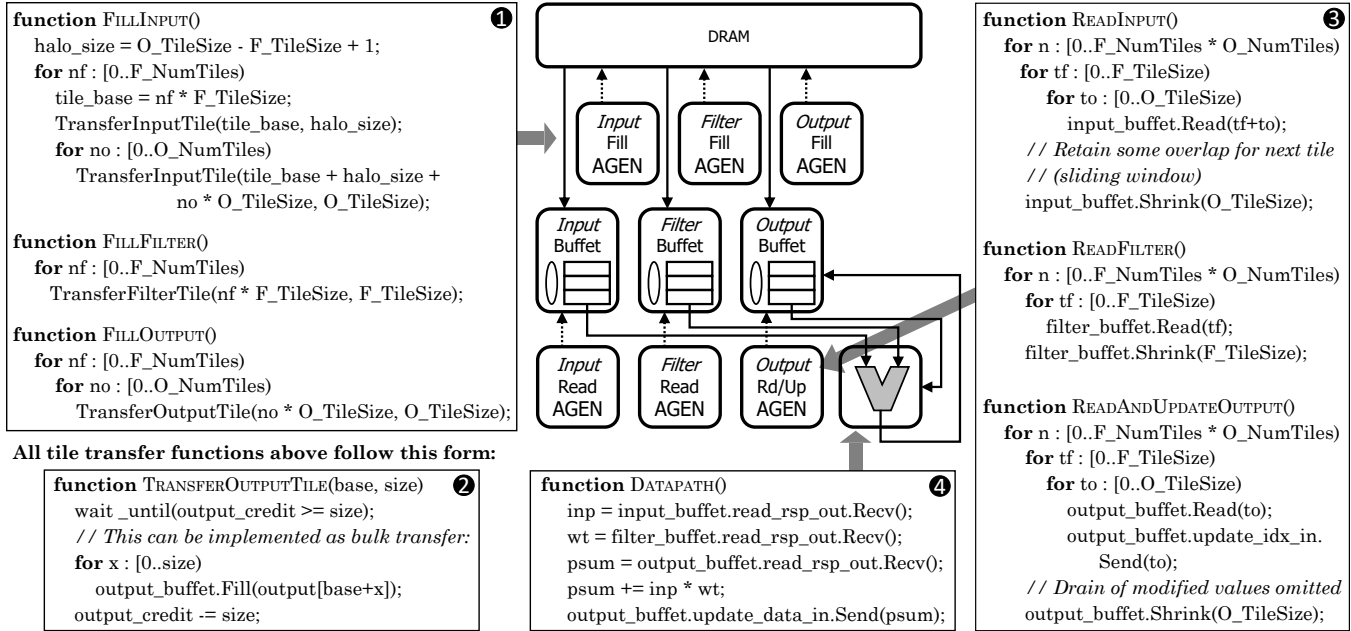 function FILLINPUT() ❶
halo_size = O_TileSize - F_TileSize + 1;
for nf : [0..F_NumTiles)
tile_base = nf * F_TileSize;
TransferInputTile(tile_base, halo_size);
for no : [0..O_NumTiles)
TransferInputTile(tile_base + halo_size +
no * O_TileSize, O_TileSize);
function FILLFILTER()
for nf : [0..F_NumTiles)
TransferFilterTile(nf * F_TileSize, F_TileSize);
function FILLOUTPUT()
for nf : [0..F_NumTiles)
for no : [0..O_NumTiles)
TransferOutputTile(no * O_TileSize, O_TileSize);
All tile transfer functions above follow this form:
function TRANSFEROUTPUTTILE(base, size) ❷
wait _until(output_credit >= size);
// This can be implemented as bulk transfer:
for x : [0..size)
output_buffet.Fill(output[base+x]);
output_credit -= size;
DRAM
Input
Fill
AGEN
Filter
Fill
AGEN
Output
Fill
AGEN
Input
Buffet
Filter
Buffet
Output
Buffet
Input
Read
AGEN
Filter
Read
AGEN
Output
Rd/Up
AGEN
function DATAPATH() ❹
inp = input_buffet.read_rsp_out.Recv();
wt = filter_buffet.read_rsp_out.Recv();
psum = output_buffet.read_rsp_out.Recv();
psum += inp * wt;
output_buffet.update_data_in.Send(psum);
function READINPUT() ❸
for n : [0..F_NumTiles * O_NumTiles)
for tf : [0..F_TileSize)
for to : [0..O_TileSize)
input_buffet.Read(tf+to);
// Retain some overlap for next tile
// (sliding window)
input_buffet.Shrink(O_TileSize);
function READFILTER()
for n : [0..F_NumTiles * O_NumTiles)
for tf : [0..F_TileSize)
filter_buffet.Read(tf);
filter_buffet.Shrink(F_TileSize);
function READANDUPDATEOUTPUT()
for n : [0..F_NumTiles * O_NumTiles)
for tf : [0..F_TileSize)
for to : [0..O_TileSize)
output_buffet.Read(to);
output_buffet.update_idx_in.
Send(to);
// Drain of modified values omitted
output_buffet.Shrink(O_TileSize);